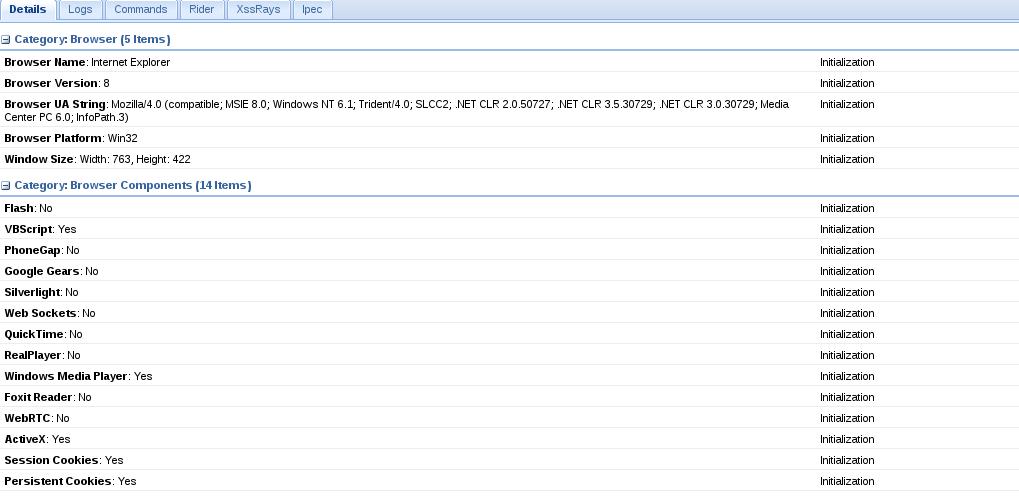 Details Logs Commands Rider XssRays Ipec
Category: Browser (5 Items)
Browser Name: Internet Explorer Initialization
Browser Version: 8 Initialization
Browser UA String: Mozilla/4.0 (compatible; MSIE 8.0; Windows NT 6.1; Trident/4.0; SLCC2; .NET CLR 2.0.50727; .NET CLR 3.5.30729; .NET CLR 3.0.30729; Media Initialization
Center PC 6.0; InfoPath.3)
Browser Platform: Win32 Initialization
Window Size: Width: 763, Height: 422 Initialization
Category: Browser Components (14 Items)
Flash: No Initialization
VBScript: Yes Initialization
PhoneGap: No Initialization
Google Gears: No Initialization
Silverlight: No Initialization
Web Sockets: No Initialization
QuickTime: No Initialization
RealPlayer: No Initialization
Windows Media Player: Yes Initialization
Foxit Reader: No Initialization
WebRTC: No Initialization
ActiveX: Yes Initialization
Session Cookies: Yes Initialization
Persistent Cookies: Yes Initialization